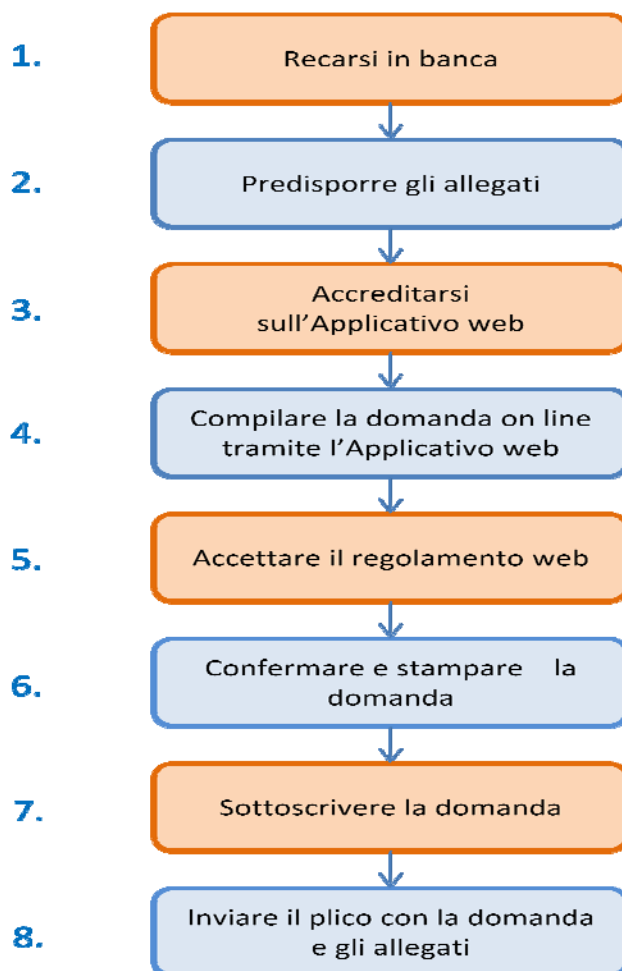 1.
Recarsi in banca
2.
Predisporre gli allegati
3.
Accreditarsi
sull'Applicativo web
4.
Compilare la domanda on line
tramite l'Applicativo web
5.
Accettare il regolamento web
6.
Confermare e stampare la
domanda
7.
Sottoscrivere la domanda
8.
Inviare il plico con la domanda
e gli allegati